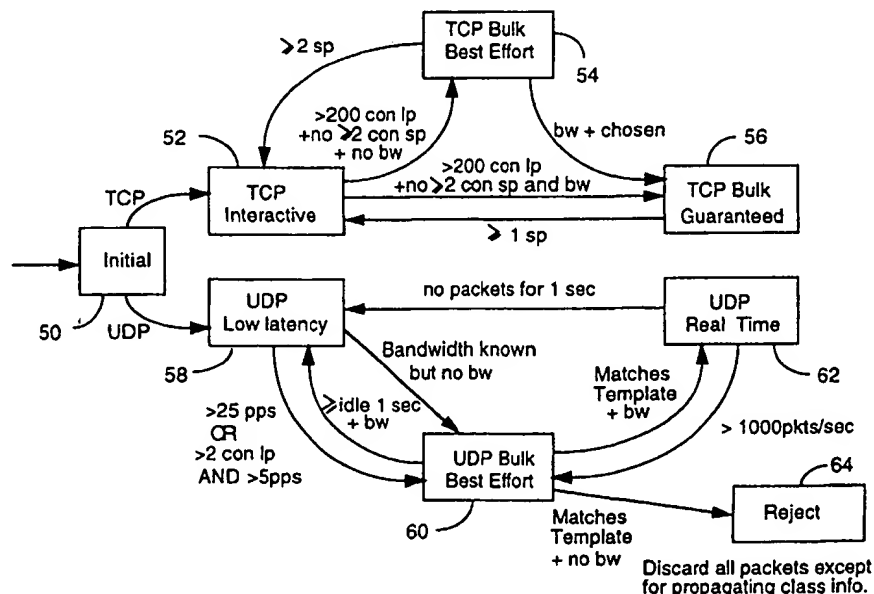 TCP Bulk
Best Effort
54
⩾2 sp
52
>200 con lp
+no ⩾2 con sp
+ no bw
bw + chosen
56
TCP
TCP
Interactive
>200 con lp
+no ⩾2 con sp and bw
TCP Bulk
Guaranteed
⩾ 1 sp
Initial
50
UDP
UDP
Low latency
58
no packets for 1 sec
UDP
Real Time
62
Bandwidth known
but no bw
>25 pps
OR
>2 con lp
AND >5pps
⩾idle 1 sec
+ bw
Matches
Template
+ bw
> 1000pkts/sec
UDP Bulk
Best Effort
60
Matches
Template
+ no bw
64
Reject
Discard all packets except
for propagating class info.